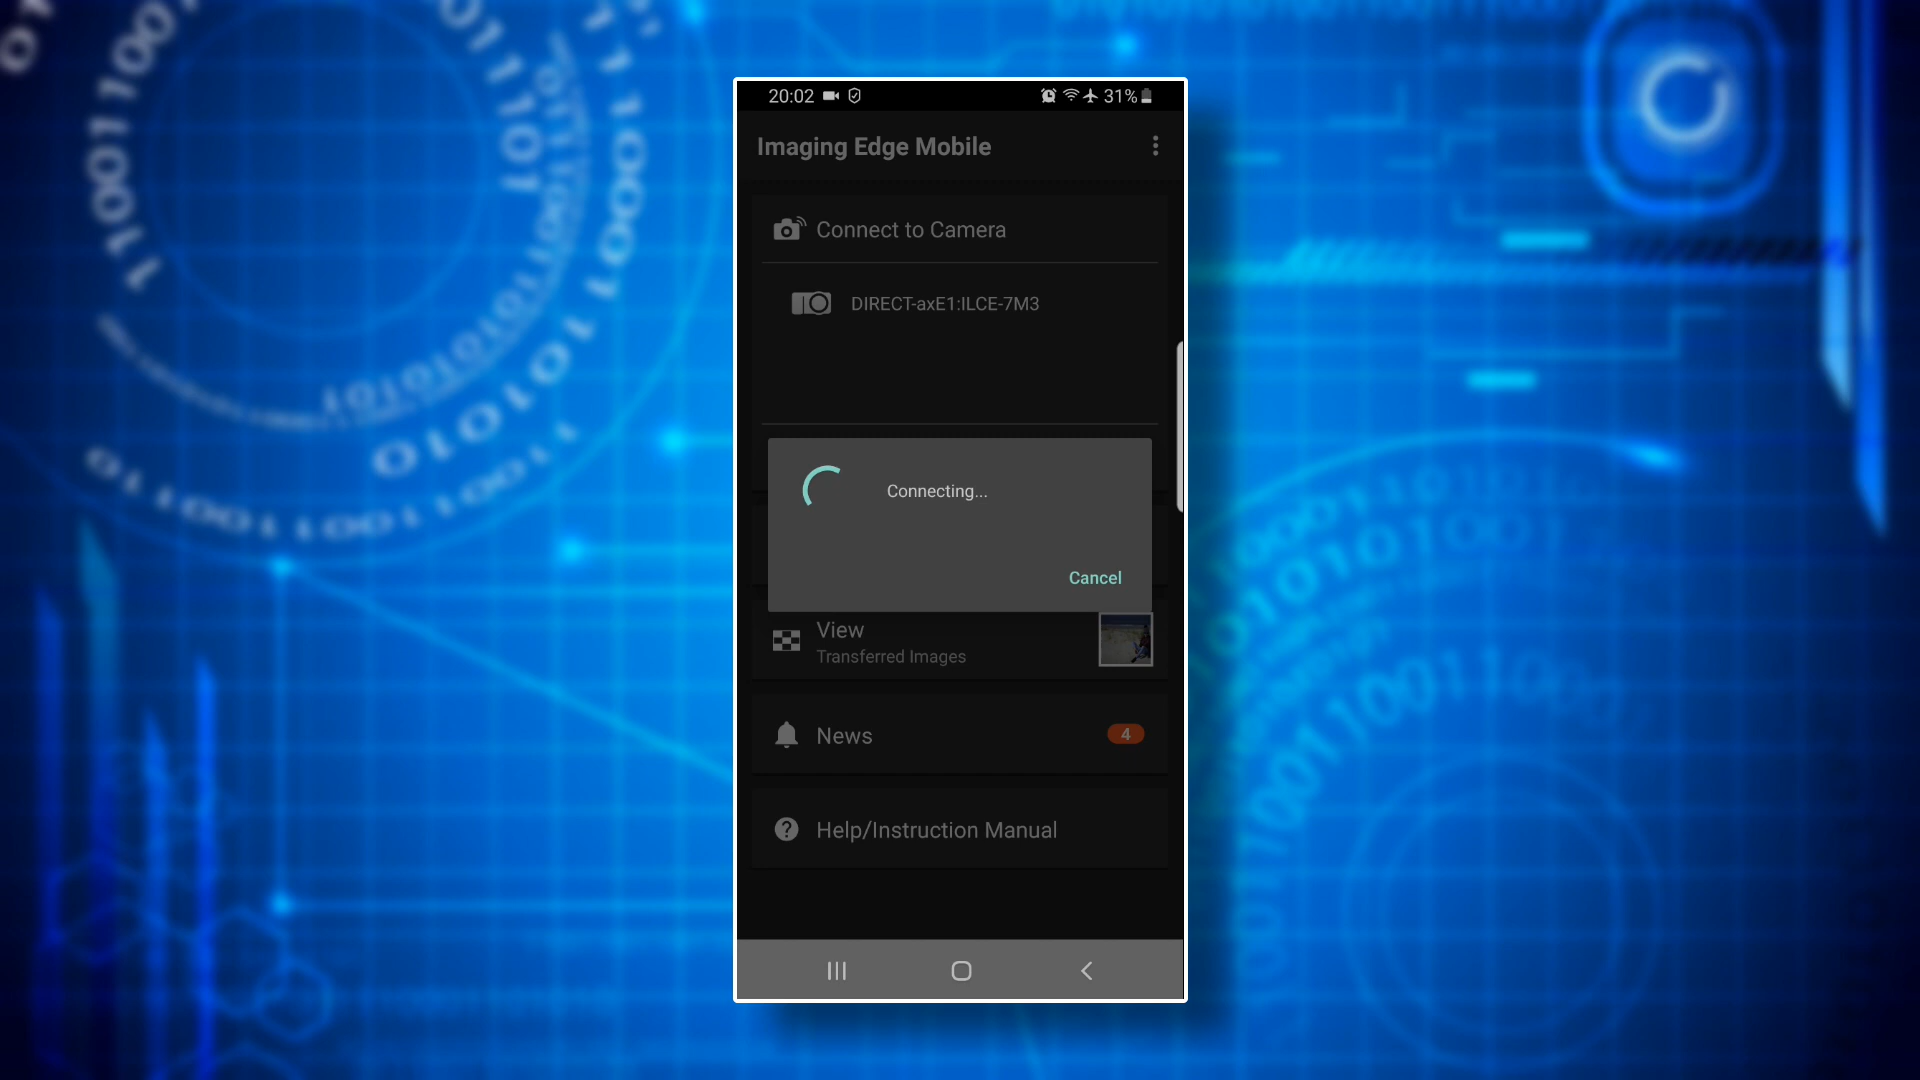 20:02 31%
Imaging Edge Mobile
Connect to Camera
DIRECT-axE1:ILCE-7M3
Connecting...
Cancel
View
Transferred Images
News 4
Help/Instruction Manual